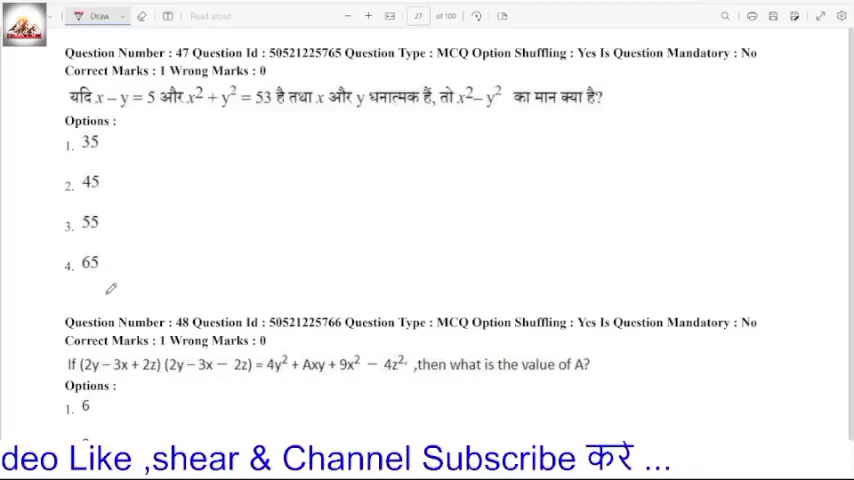 Draw
Read aloud
27 of 100
Question Number : 47 Question Id : 50521225765 Question Type : MCQ Option Shuffling : Yes Is Question Mandatory : No
Correct Marks : 1 Wrong Marks : 0
यदि x – y = 5 और x² + y² = 53 है तथा x और y धनात्मक हैं, तो x²– y² का मान क्या है?
Options :
1. 35
2. 45
3. 55
4. 65
Question Number : 48 Question Id : 50521225766 Question Type : MCQ Option Shuffling : Yes Is Question Mandatory : No
Correct Marks : 1 Wrong Marks : 0
If (2y – 3x + 2z) (2y – 3x – 2z) = 4y² + Axy + 9x² – 4z², ,then what is the value of A?
Options :
1. 6
deo Like ,shear & Channel Subscribe करे ...